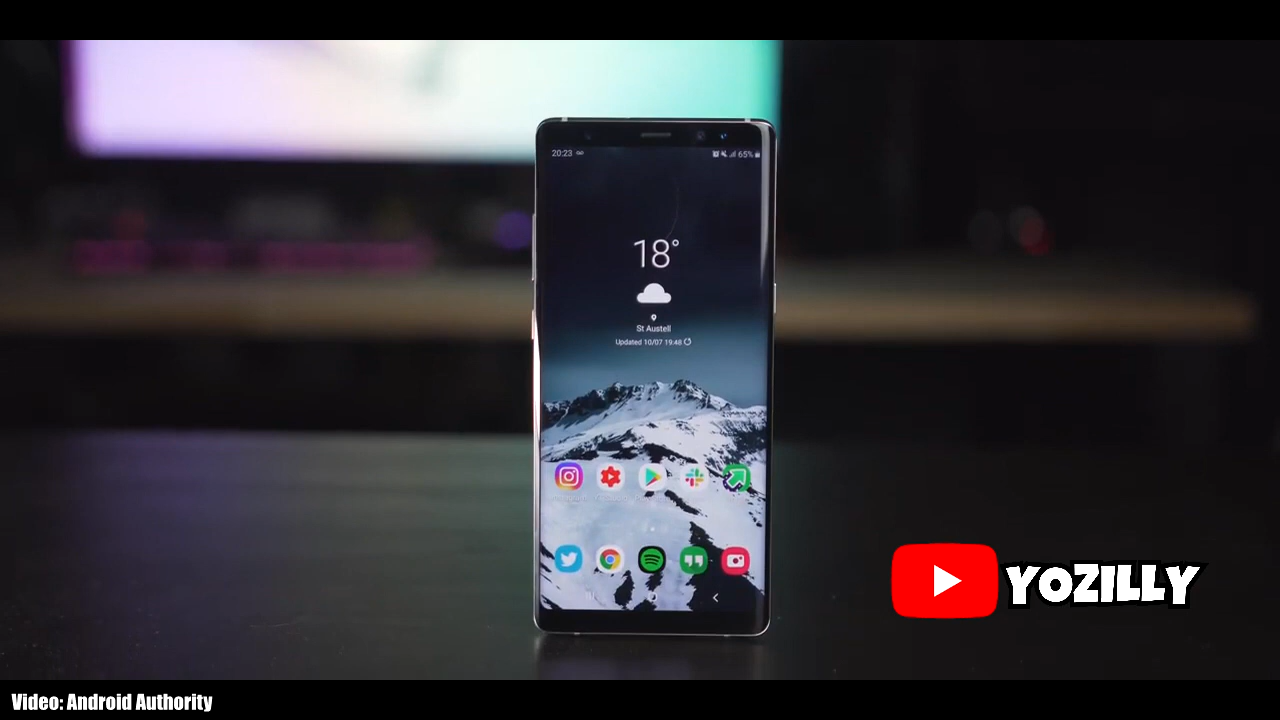 20:23
65%
18°
St Austell
Updated 10/07 19:48
YOZILLY
Video: Android Authority